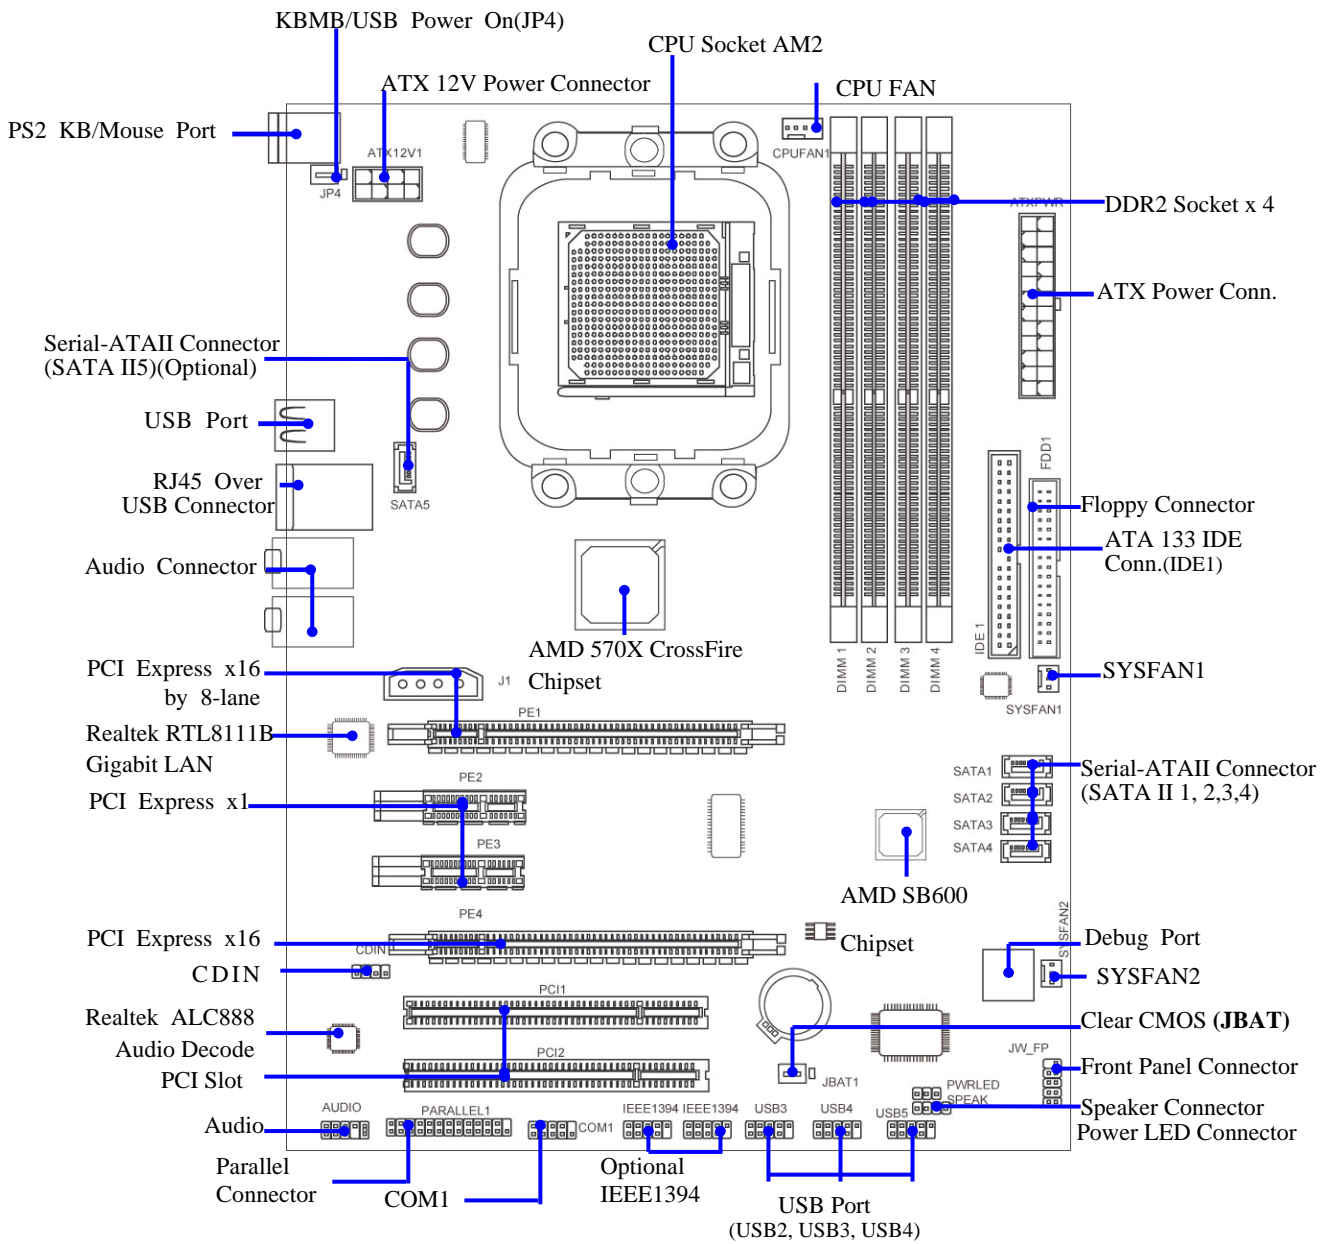 KBMB/USB Power On(JP4)
CPU Socket AM2
ATX 12V Power Connector
CPU FAN
PS2 KB/Mouse Port
ATX12V1
CPUFAN1
JP4
ATXPWR
DDR2 Socket x 4
ATX Power Conn.
Serial-ATAII Connector
(SATA II5)(Optional)
USB Port
FDD1
RJ45 Over
USB Connector
SATA5
Floppy Connector
ATA 133 IDE
Conn.(IDE1)
Audio Connector
IDE 1
AMD 570X CrossFire
Chipset
DIMM 1
DIMM 2
DIMM 3
DIMM 4
PCI Express x16
by 8-lane
J1
SYSFAN1
SYSFAN1
PE1
Realtek RTL8111B
Gigabit LAN
SATA1
SATA2
SATA3
SATA4
Serial-ATAII Connector
(SATA II 1, 2,3,4)
PE2
PCI Express x1
PE3
AMD SB600
Chipset
PE4
SYSFAN2
PCI Express x16
CDIN
CDIN
Debug Port
SYSFAN2
PCI1
Realtek ALC888
Audio Decode
Clear CMOS (JBAT)
PCI2
PCI Slot
JBAT1
JW_FP
Front Panel Connector
PWRLED
SPEAK
Speaker Connector
Power LED Connector
AUDIO
PARALLEL1
COM1
IEEE1394
IEEE1394
USB3
USB4
USB5
Audio
Parallel
Connector
COM1
Optional
IEEE1394
USB Port
(USB2, USB3, USB4)